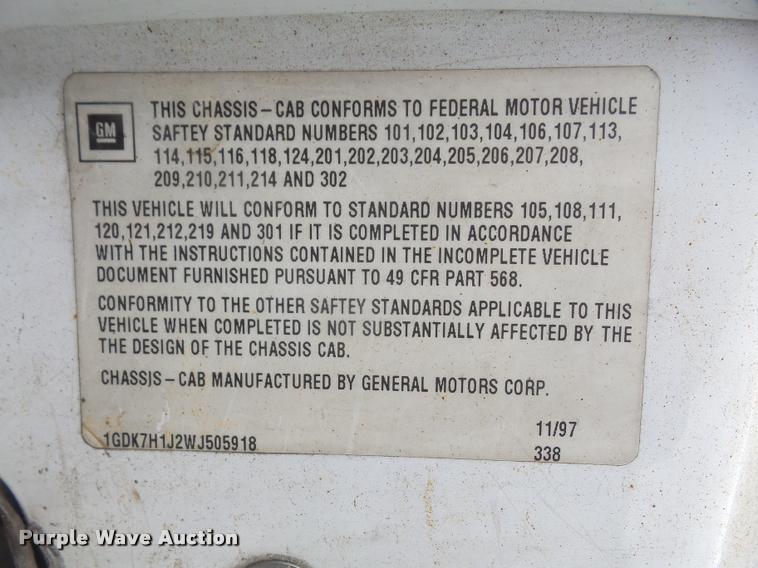 GM
THIS CHASSIS-CAB CONFORMS TO FEDERAL MOTOR VEHICLE
SAFTEY STANDARD NUMBERS 101,102,103,104,106,107,113,
114,115,116,118,124,201,202,203,204,205,206,207,208,
209,210,211,214 AND 302
THIS VEHICLE WILL CONFORM TO STANDARD NUMBERS 105,108,111,
120,121,212,219 AND 301 IF IT IS COMPLETED IN ACCORDANCE
WITH THE INSTRUCTIONS CONTAINED IN THE INCOMPLETE VEHICLE
DOCUMENT FURNISHED PURSUANT TO 49 CFR PART 568.
CONFORMITY TO THE OTHER SAFTEY STANDARDS APPLICABLE TO THIS
VEHICLE WHEN COMPLETED IS NOT SUBSTANTIALLY AFFECTED BY THE
THE DESIGN OF THE CHASSIS CAB.
CHASSIS-CAB MANUFACTURED BY GENERAL MOTORS CORP.
11/97
1GDK7H1J2WJ505918
338
Purple Wave Auction